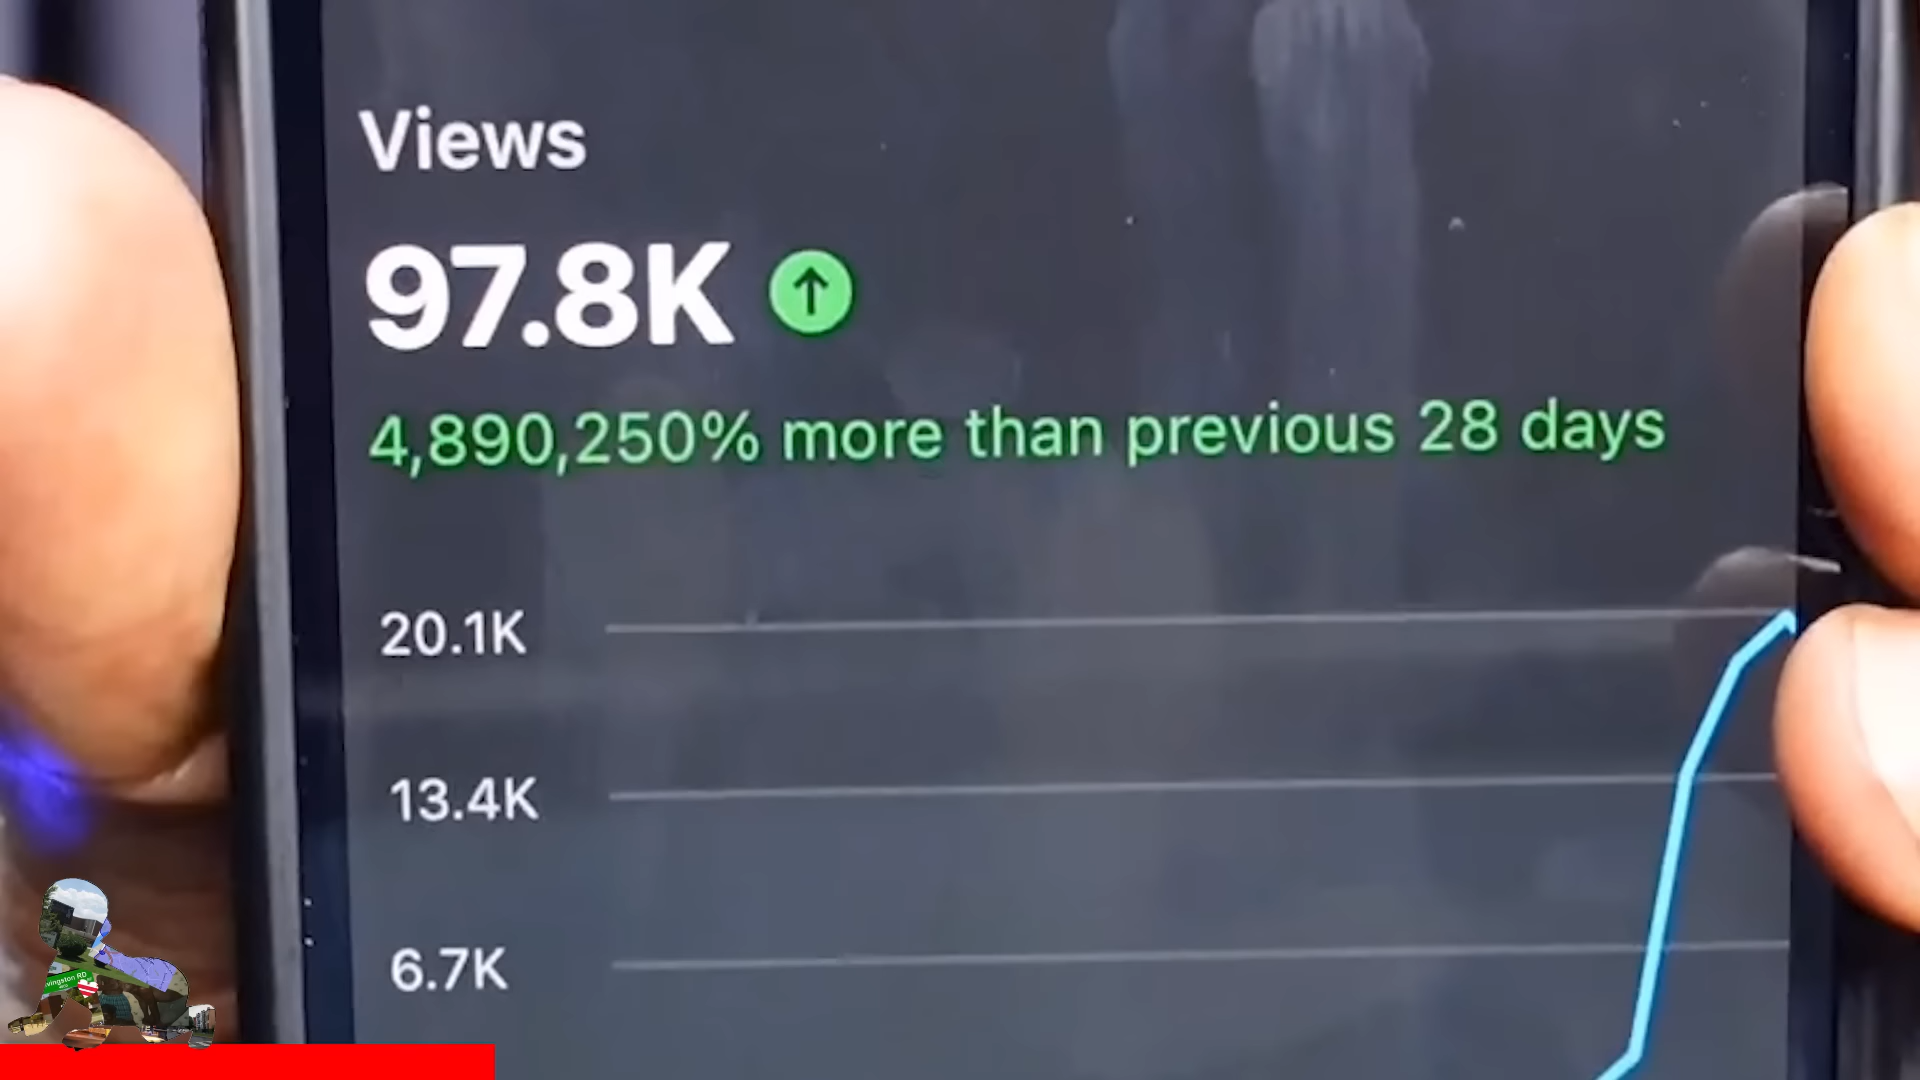 Views
97.8K
4,890,250% more than previous 28 days
20.1K
13.4K
6.7K